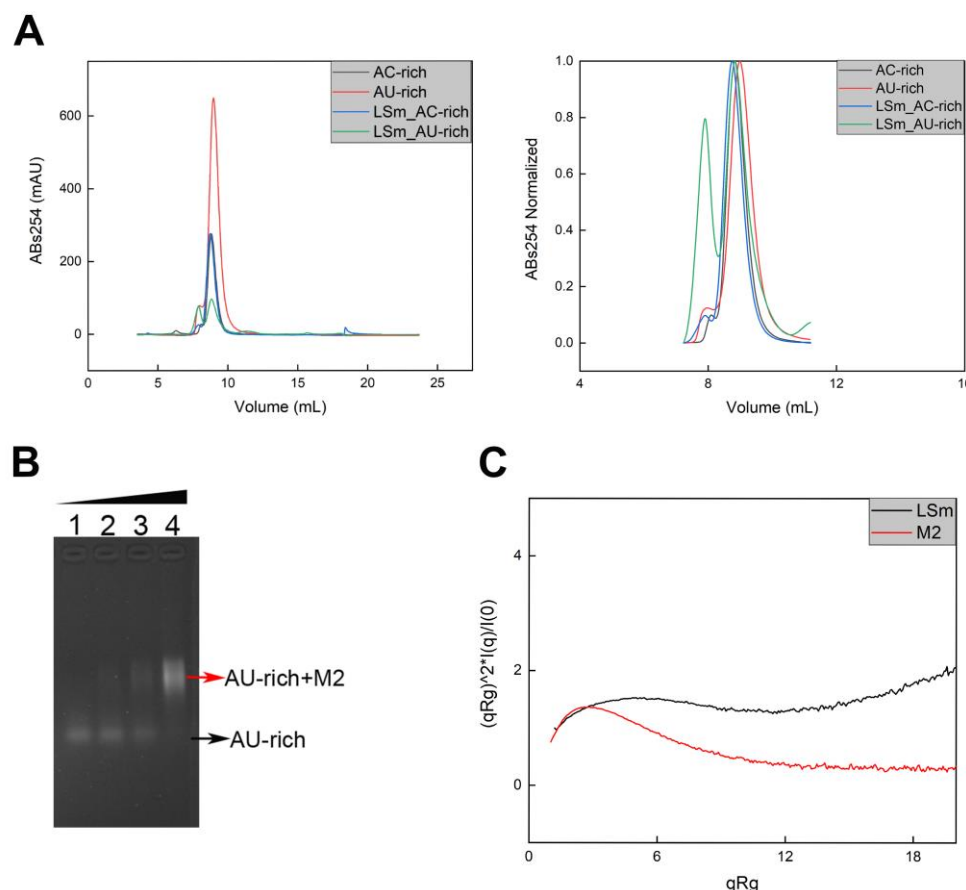 A
AC-rich
AU-rich
LSm_AC-rich
LSm_AU-rich
600
400
200
0
ABs254 (mAU)
0 5 10 15 20 25
Volume (mL)
AC-rich
AU-rich
LSm_AC-rich
LSm_AU-rich
1.0
0.8
0.6
0.4
0.2
0.0
ABs254 Normalized
4 8 12 16
Volume (mL)
B
1 2 3 4
AU-rich+M2
AU-rich
C
LSm
M2
4
2
0
(qRg)^2*I(q)/I(0)
0 6 12 18
qRg